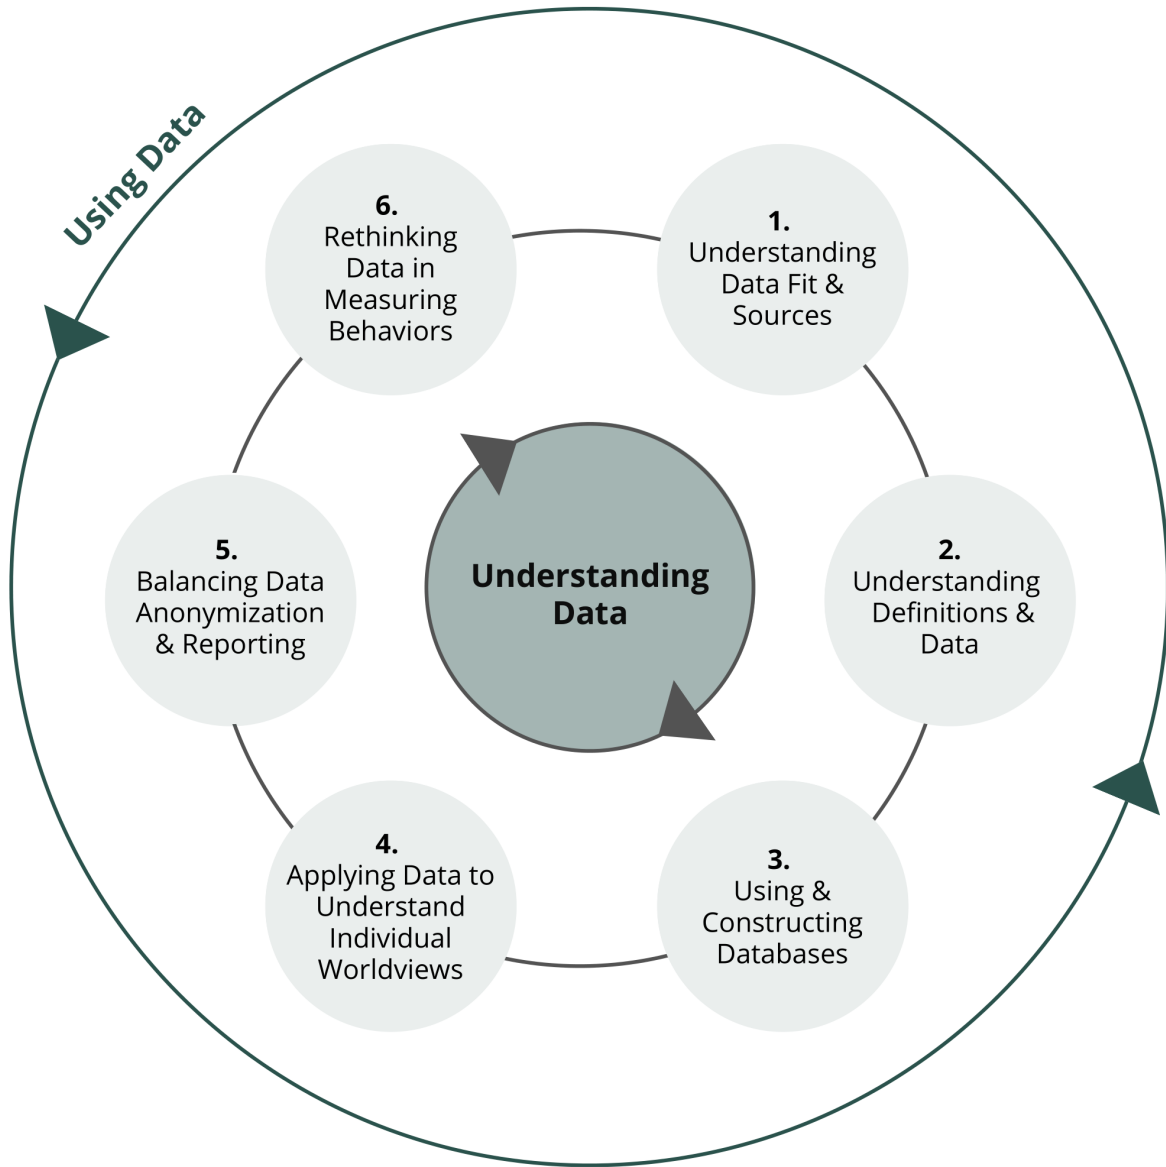 Using Data
6.
Rethinking
Data in
Measuring
Behaviors
1.
Understanding
Data Fit &
Sources
5.
Balancing Data
Anonymization
& Reporting
Understanding
Data
2.
Understanding
Definitions &
Data
4.
Applying Data to
Understand
Individual
Worldviews
3.
Using &
Constructing
Databases